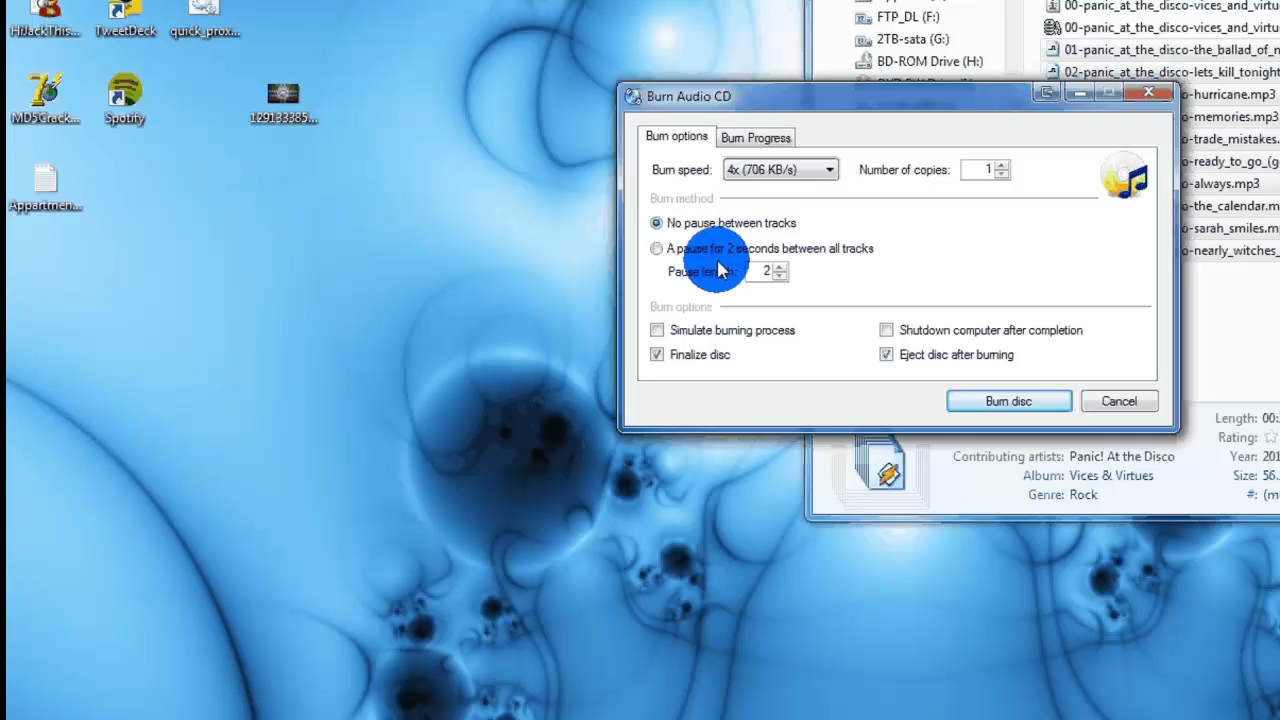 HiJackThis...
TweetDeck
quick_prox...
MD5Crack...
Spotify
129133385...
Appartmen...
FTP_DL (F:)
2TB-sata (G:)
BD-ROM Drive (H:)
00-panic_at_the_disco-vices_and_virtu
00-panic_at_the_disco-vices_and_virtu
01-panic_at_the_disco-the_ballad_of_n
02-panic_at_the_disco-lets_kill_tonight
o-hurricane.mp3
o-memories.mp3
o-trade_mistakes.
o-ready_to_go_(g
o-always.mp3
o-the_calendar.m
o-sarah_smiles.mp
o-nearly_witches_
Burn Audio CD
Burn options
Burn Progress
Burn speed: 4x (706 KB/s) Number of copies: 1
Burn method
No pause between tracks
A pause for 2 seconds between all tracks
Pause length: 2
Burn options
Simulate burning process
Shutdown computer after completion
Finalize disc
Eject disc after burning
Burn disc
Cancel
Contributing artists: Panic! At the Disco
Album: Vices & Virtues
Genre: Rock
Length: 00:
Rating:
Year: 201
Size: 56.
#: (m